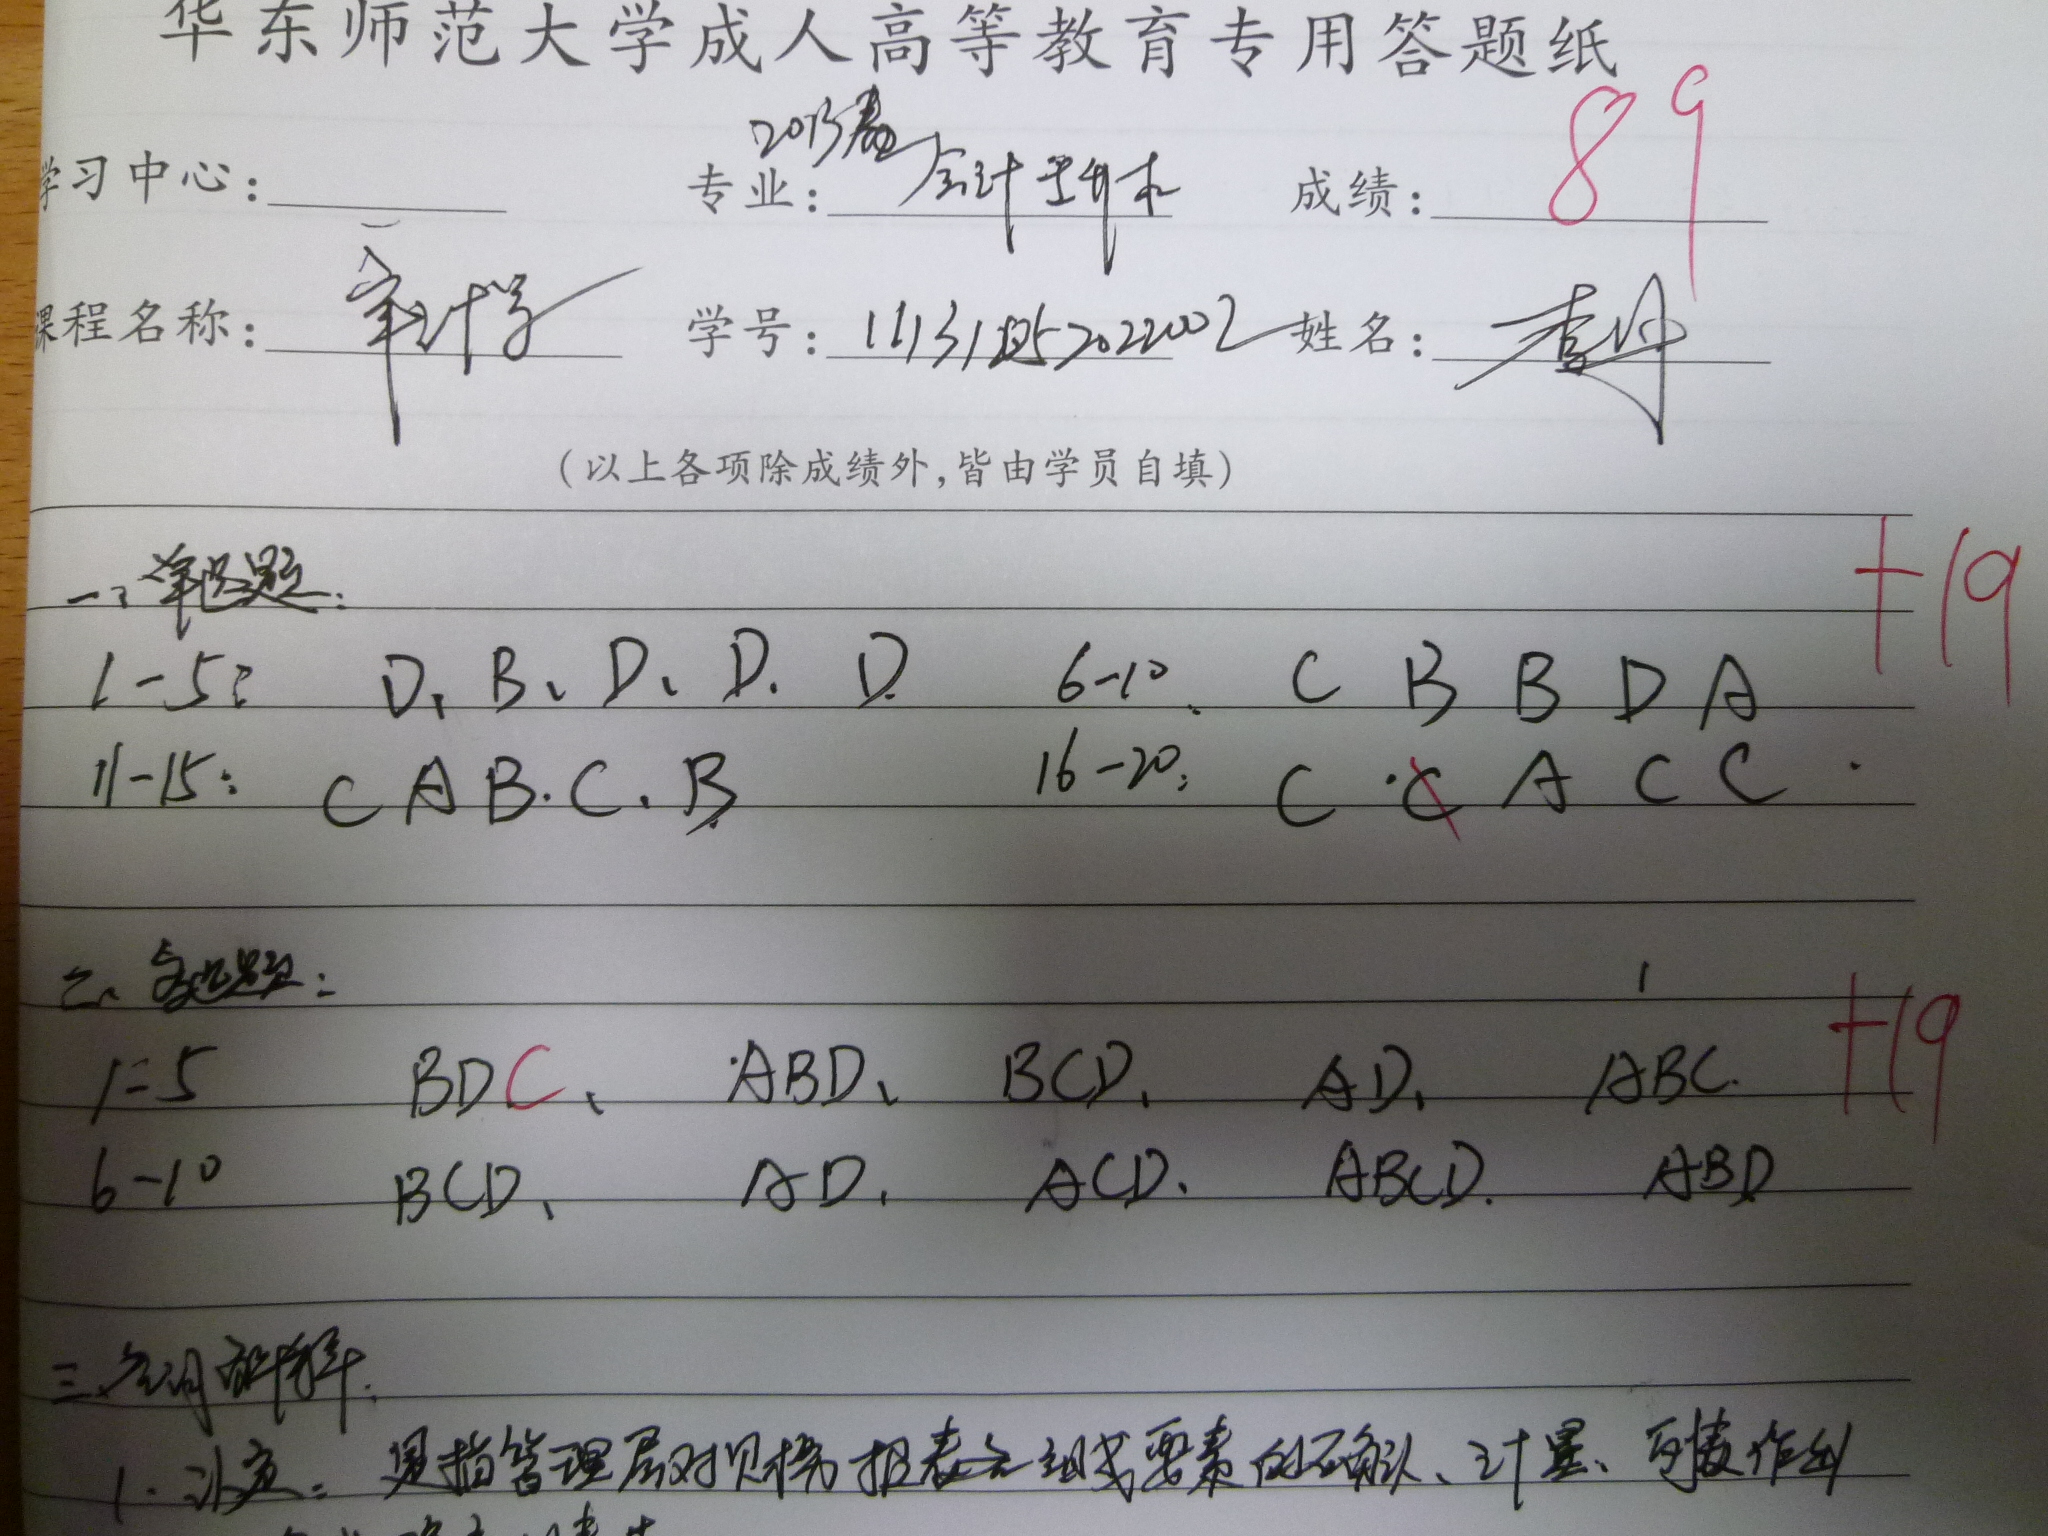 华东师范大学成人高等教育专用答题纸
学习中心: 专业: 2013春 会计专升本 成绩: 89
课程名称: 审计学 学号: 姓名:
(以上各项除成绩外,皆由学员自填)
一、单选题: +19
1-5: D、B、D、D. D. 6-10、 C B B D A
11-15: C A B. C. B 16-20: C C A C C
二、多选题:
1-5 BDC、 ABD、 BCD、 AD、 ABC. +19
6-10 BCD、 AD、 ACD、 ABCD. ABD
三、名词解释:
1. 认定: 是指管理层对财务报表各组成要素的确认、计量、列报作出